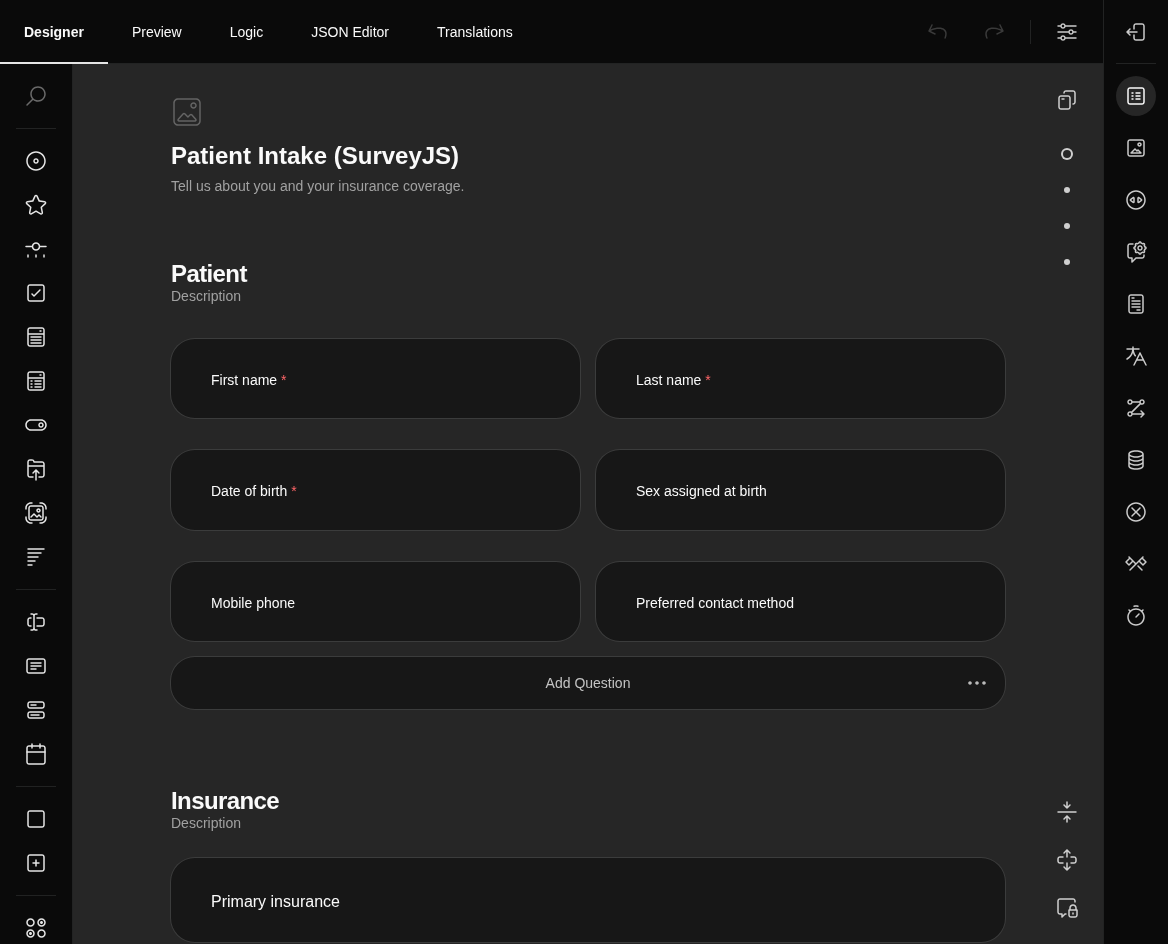 Designer
Preview
Logic
JSON Editor
Translations
Patient Intake (SurveyJS)
Tell us about you and your insurance coverage.
Patient
Description
First name *
Last name *
Date of birth *
Sex assigned at birth
Mobile phone
Preferred contact method
Add Question
Insurance
Description
Primary insurance